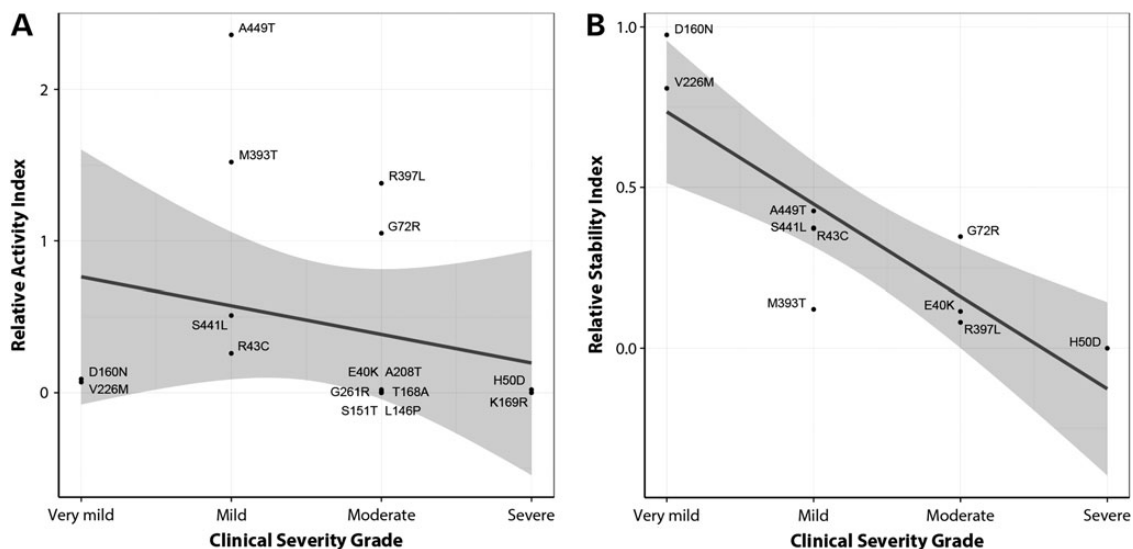 A
Relative Activity Index
2
1
0
A449T
M393T
R397L
G72R
S441L
R43C
D160N
V226M
E40K A208T
G261R T168A
S151T L146P
H50D
K169R
Very mild Mild Moderate Severe
Clinical Severity Grade
B
Relative Stability Index
1.0
0.5
0.0
D160N
V226M
A449T
S441L
R43C
G72R
M393T
E40K
R397L
H50D
Very mild Mild Moderate Severe
Clinical Severity Grade